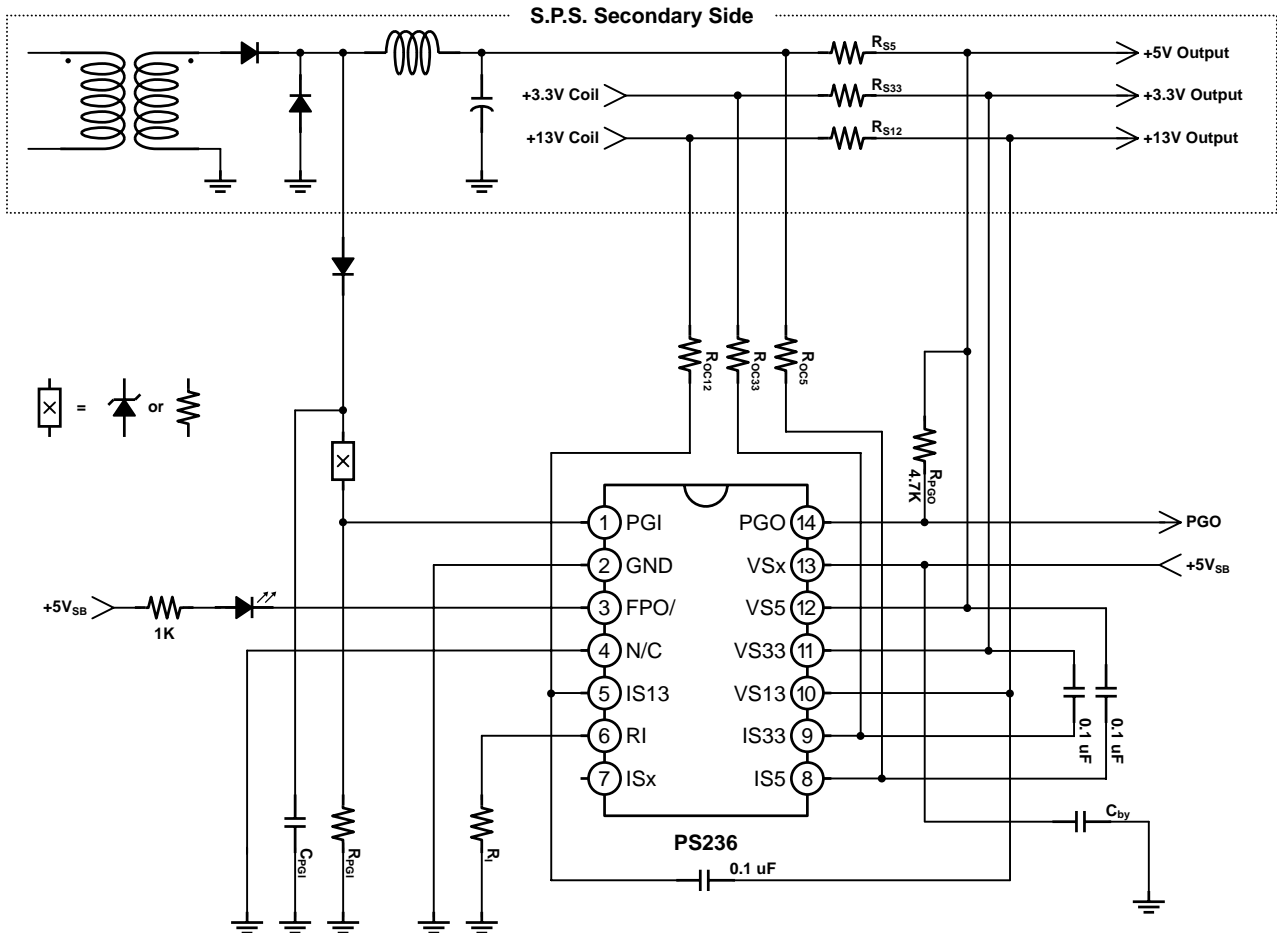 S.P.S. Secondary Side
RS5
+5V Output
+3.3V Coil
RS33
+3.3V Output
+13V Coil
RS12
+13V Output
ROC12
ROC33
ROC5
= or
RPGO
4.7K
1 PGI
PGO 14
PGO
2 GND
VSx 13
+5VSB
+5VSB
1K
3 FPO/
VS5 12
4 N/C
VS33 11
5 IS13
VS13 10
6 RI
IS33 9
7 ISx
IS5 8
0.1 uF
0.1 uF
CPGI
RPGI
RI
PS236
0.1 uF
Cby